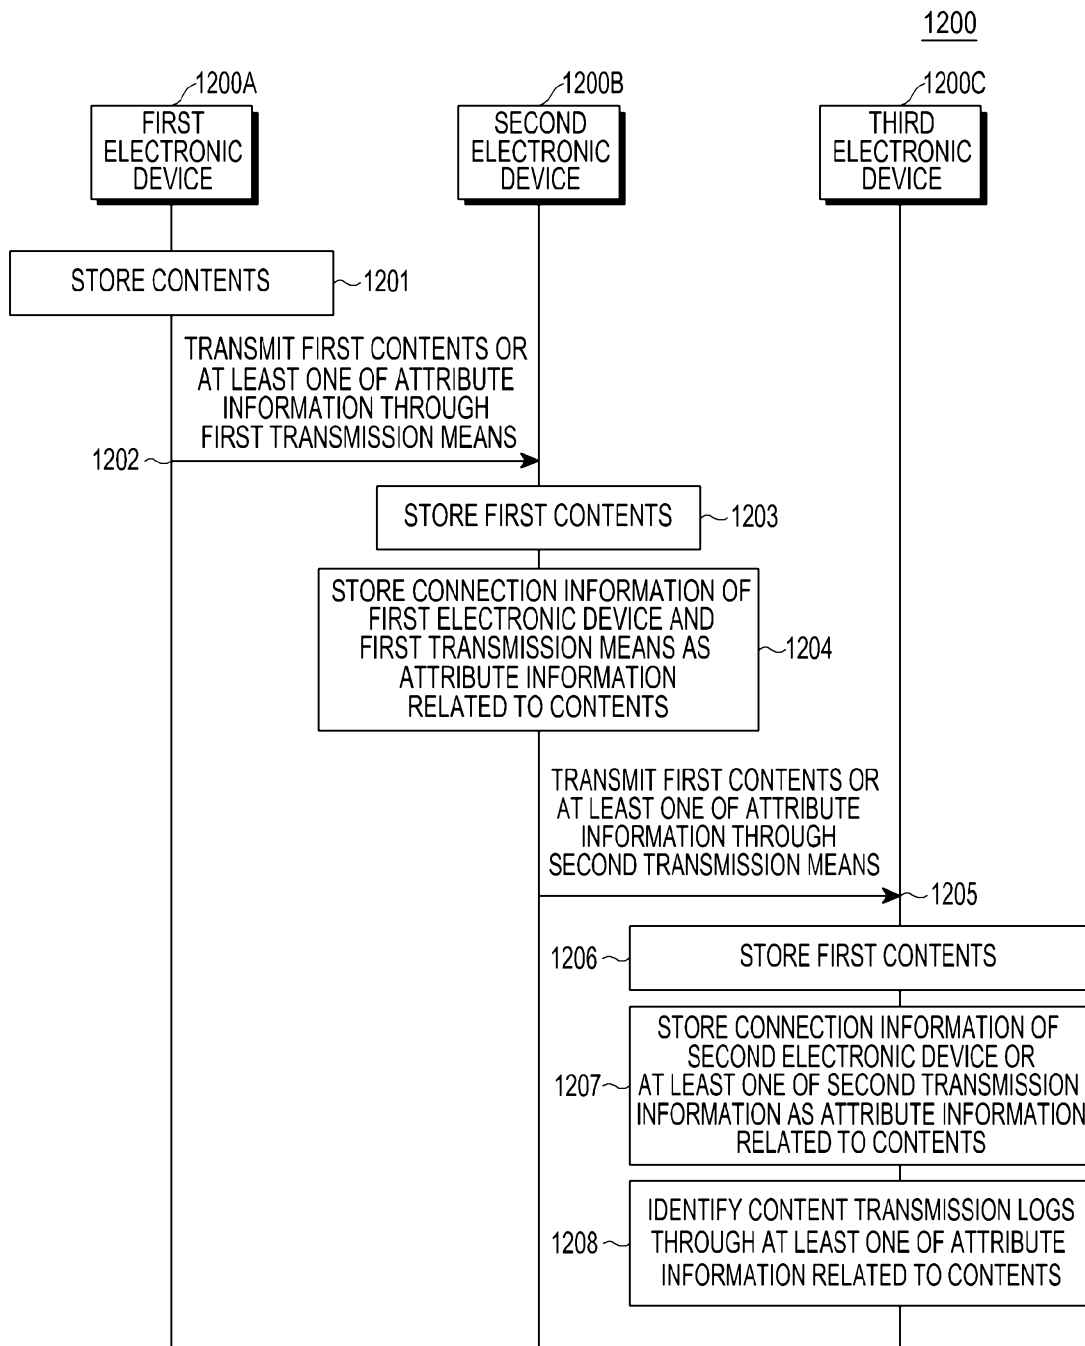 1200
1200A
1200B
1200C
FIRST
ELECTRONIC
DEVICE
SECOND
ELECTRONIC
DEVICE
THIRD
ELECTRONIC
DEVICE
STORE CONTENTS
1201
TRANSMIT FIRST CONTENTS OR
AT LEAST ONE OF ATTRIBUTE
INFORMATION THROUGH
FIRST TRANSMISSION MEANS
1202
STORE FIRST CONTENTS
1203
STORE CONNECTION INFORMATION OF
FIRST ELECTRONIC DEVICE AND
FIRST TRANSMISSION MEANS AS
ATTRIBUTE INFORMATION
RELATED TO CONTENTS
1204
TRANSMIT FIRST CONTENTS OR
AT LEAST ONE OF ATTRIBUTE
INFORMATION THROUGH
SECOND TRANSMISSION MEANS
1205
1206
STORE FIRST CONTENTS
1207
STORE CONNECTION INFORMATION OF
SECOND ELECTRONIC DEVICE OR
AT LEAST ONE OF SECOND TRANSMISSION
INFORMATION AS ATTRIBUTE INFORMATION
RELATED TO CONTENTS
1208
IDENTIFY CONTENT TRANSMISSION LOGS
THROUGH AT LEAST ONE OF ATTRIBUTE
INFORMATION RELATED TO CONTENTS